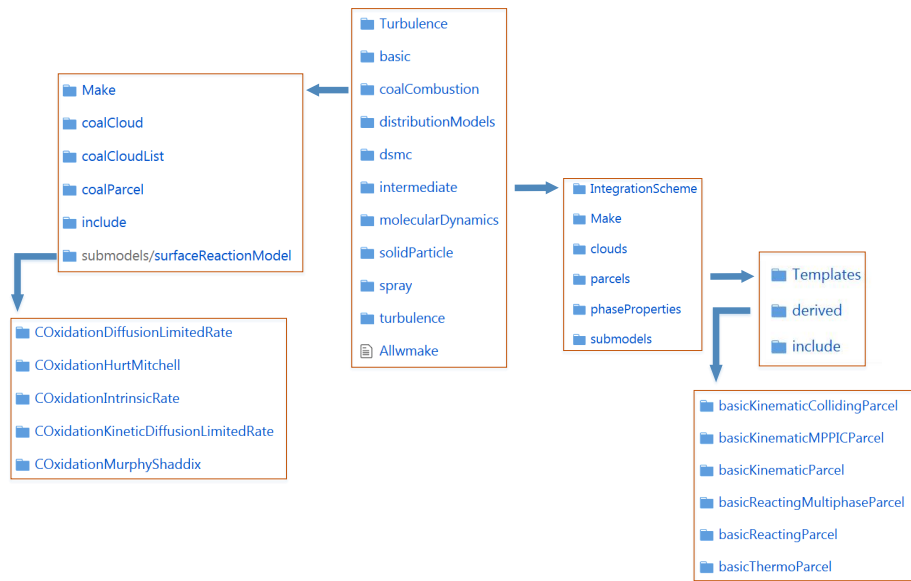 Turbulence
basic
coalCombustion
distributionModels
dsmc
intermediate
molecularDynamics
solidParticle
spray
turbulence
Allwmake
Make
coalCloud
coalCloudList
coalParcel
include
submodels/surfaceReactionModel
COxidationDiffusionLimitedRate
COxidationHurtMitchell
COxidationIntrinsicRate
COxidationKineticDiffusionLimitedRate
COxidationMurphyShaddix
IntegrationScheme
Make
clouds
parcels
phaseProperties
submodels
Templates
derived
include
basicKinematicCollidingParcel
basicKinematicMPPICParcel
basicKinematicParcel
basicReactingMultiphaseParcel
basicReactingParcel
basicThermoParcel